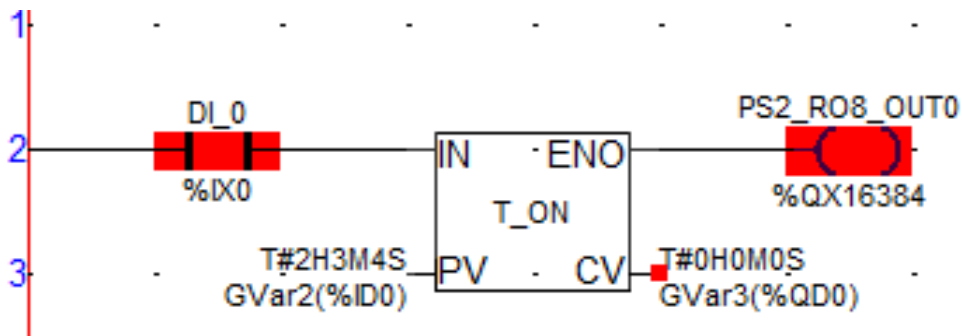 1
DI_0
PS2_RO8_OUT0
2
IN
ENO
%IX0
%QX16384
T_ON
T#2H3M4S
T#0H0M0S
3
PV
CV
GVar2(%ID0)
GVar3(%QD0)